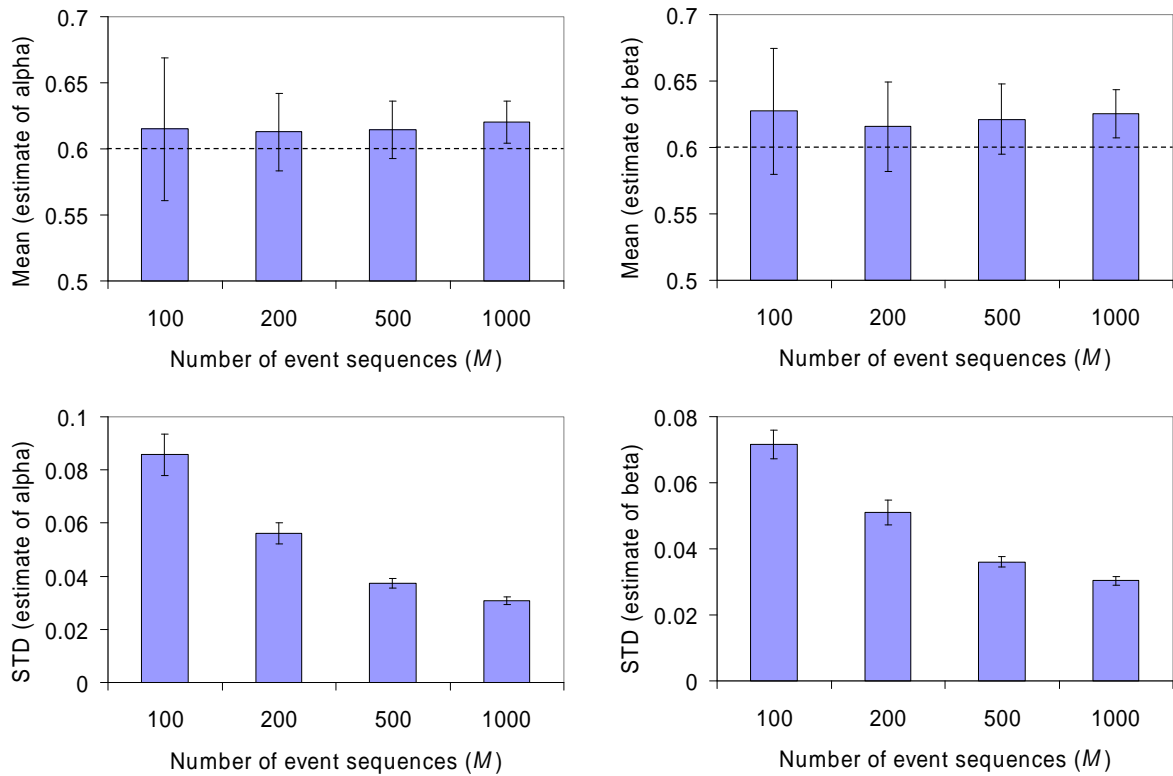 Mean (estimate of alpha)
0.7
0.65
0.6
0.55
0.5
100 200 500 1000
Number of event sequences (M)
Mean (estimate of beta)
0.7
0.65
0.6
0.55
0.5
100 200 500 1000
Number of event sequences (M)
STD (estimate of alpha)
0.1
0.08
0.06
0.04
0.02
0
100 200 500 1000
Number of event sequences (M)
STD (estimate of beta)
0.08
0.06
0.04
0.02
0
100 200 500 1000
Number of event sequences (M)